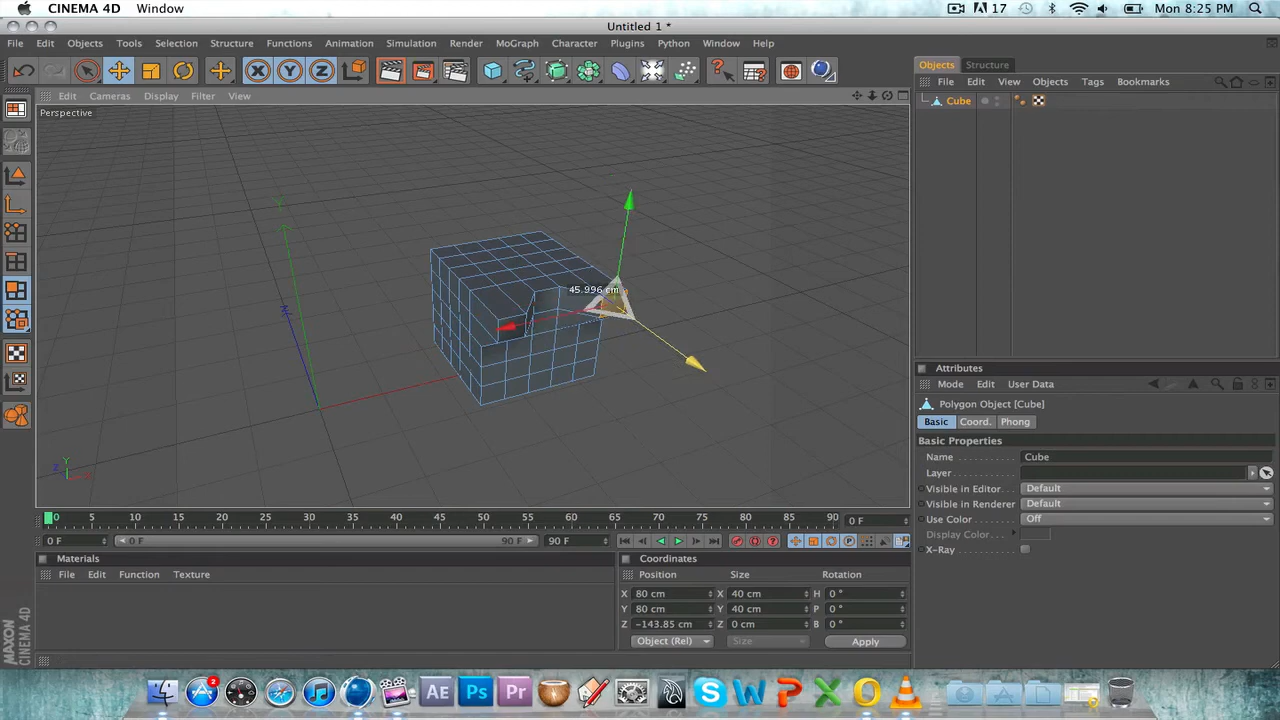 CINEMA 4D Window 17 Mon 8:25 PM
Untitled 1 *
File Edit Objects Tools Selection Structure Functions Animation Simulation Render MoGraph Character Plugins Python Window Help
X Y Z
Objects Structure
File Edit View Objects Tags Bookmarks
Cube
Edit Cameras Display Filter View
Perspective
Y
45.996 cm
Y
Z
Attributes
Mode Edit User Data
Polygon Object [Cube]
Basic Coord. Phong
Basic Properties
Name Cube
Layer
Visible in Editor Default
Visible in Renderer Default
Use Color Off
Display Color
X-Ray
0 5 10 15 20 25 30 35 40 45 50 55 60 65 70 75 80 85 90 0 F
0 F 0 F 90 F 90 F
Materials
File Edit Function Texture
Coordinates
Position Size Rotation
X 80 cm X 40 cm H 0 °
Y 80 cm Y 40 cm P 0 °
Z -143.85 cm Z 0 cm B 0 °
Object (Rel) Size Apply
MAXON
CINEMA 4D
2
AE Ps Pr S W P X O